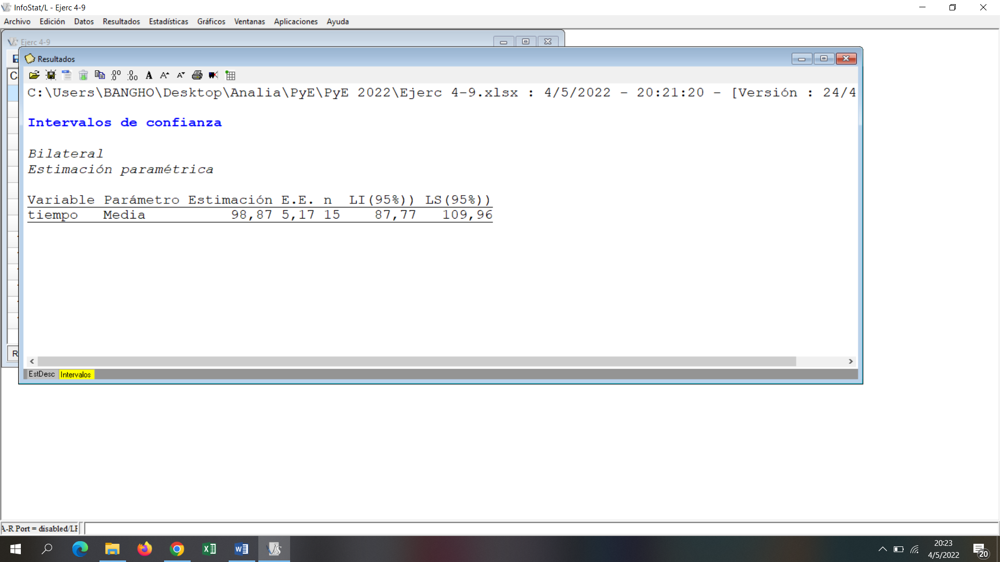 InfoStat/L - Ejerc 4-9
Archivo Edición Datos Resultados Estadísticas Gráficos Ventanas Aplicaciones Ayuda
Ejerc 4-9
Resultados
C
C:\Users\BANGHO\Desktop\Analia\PyE\PyE 2022\Ejerc 4-9.xlsx : 4/5/2022 - 20:21:20 - [Versión : 24/4
Intervalos de confianza
Bilateral
Estimación paramétrica
Variable Parámetro Estimación E.E. n LI(95%)) LS(95%))
tiempo Media 98,87 5,17 15 87,77 109,96
R
EstDesc Intervalos
A-R Port = disabled/LF
20:23
4/5/2022
20